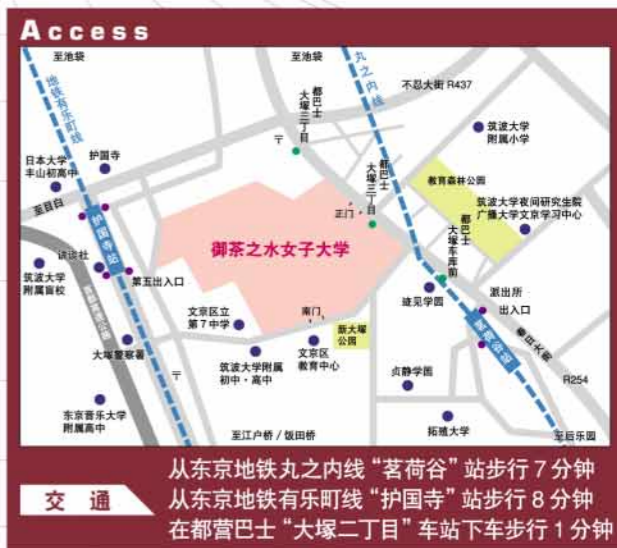 Access
至池袋
至池袋
地铁有乐町线
都巴士
大塚三丁目
丸之内线
不忍大街 R437
〒
筑波大学
附属小学
日本大学
丰山初高中
护国寺
都巴士
大塚二丁目
教育森林公园
正门
筑波大学夜间研究生院
广播大学文京学习中心
至目白
护国寺站
御茶之水女子大学
都巴士
大塚车库前
讲谈社
第五出入口
筑波大学
附属盲校
首都高速公路
派出所
出入口
迹见学园
文京区立
第7中学
南门
新大塚
公园
茗荷谷站
春日大街
大塚警察署
筑波大学附属
初中·高中
文京区
教育中心
贞静学园
R254
〒
东京音乐大学
附属高中
至江户桥 / 饭田桥
拓殖大学
至后乐园
交通
从东京地铁丸之内线“茗荷谷”站步行7分钟
从东京地铁有乐町线“护国寺”站步行8分钟
在都营巴士“大塚二丁目”车站下车步行1分钟